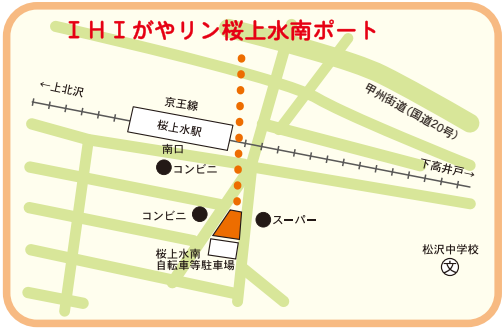 ＩＨＩがやリン桜上水南ポート
←上北沢
京王線
桜上水駅
南口
甲州街道(国道20号)
下高井戸→
コンビニ
コンビニ
スーパー
桜上水南
自転車等駐車場
松沢中学校
文